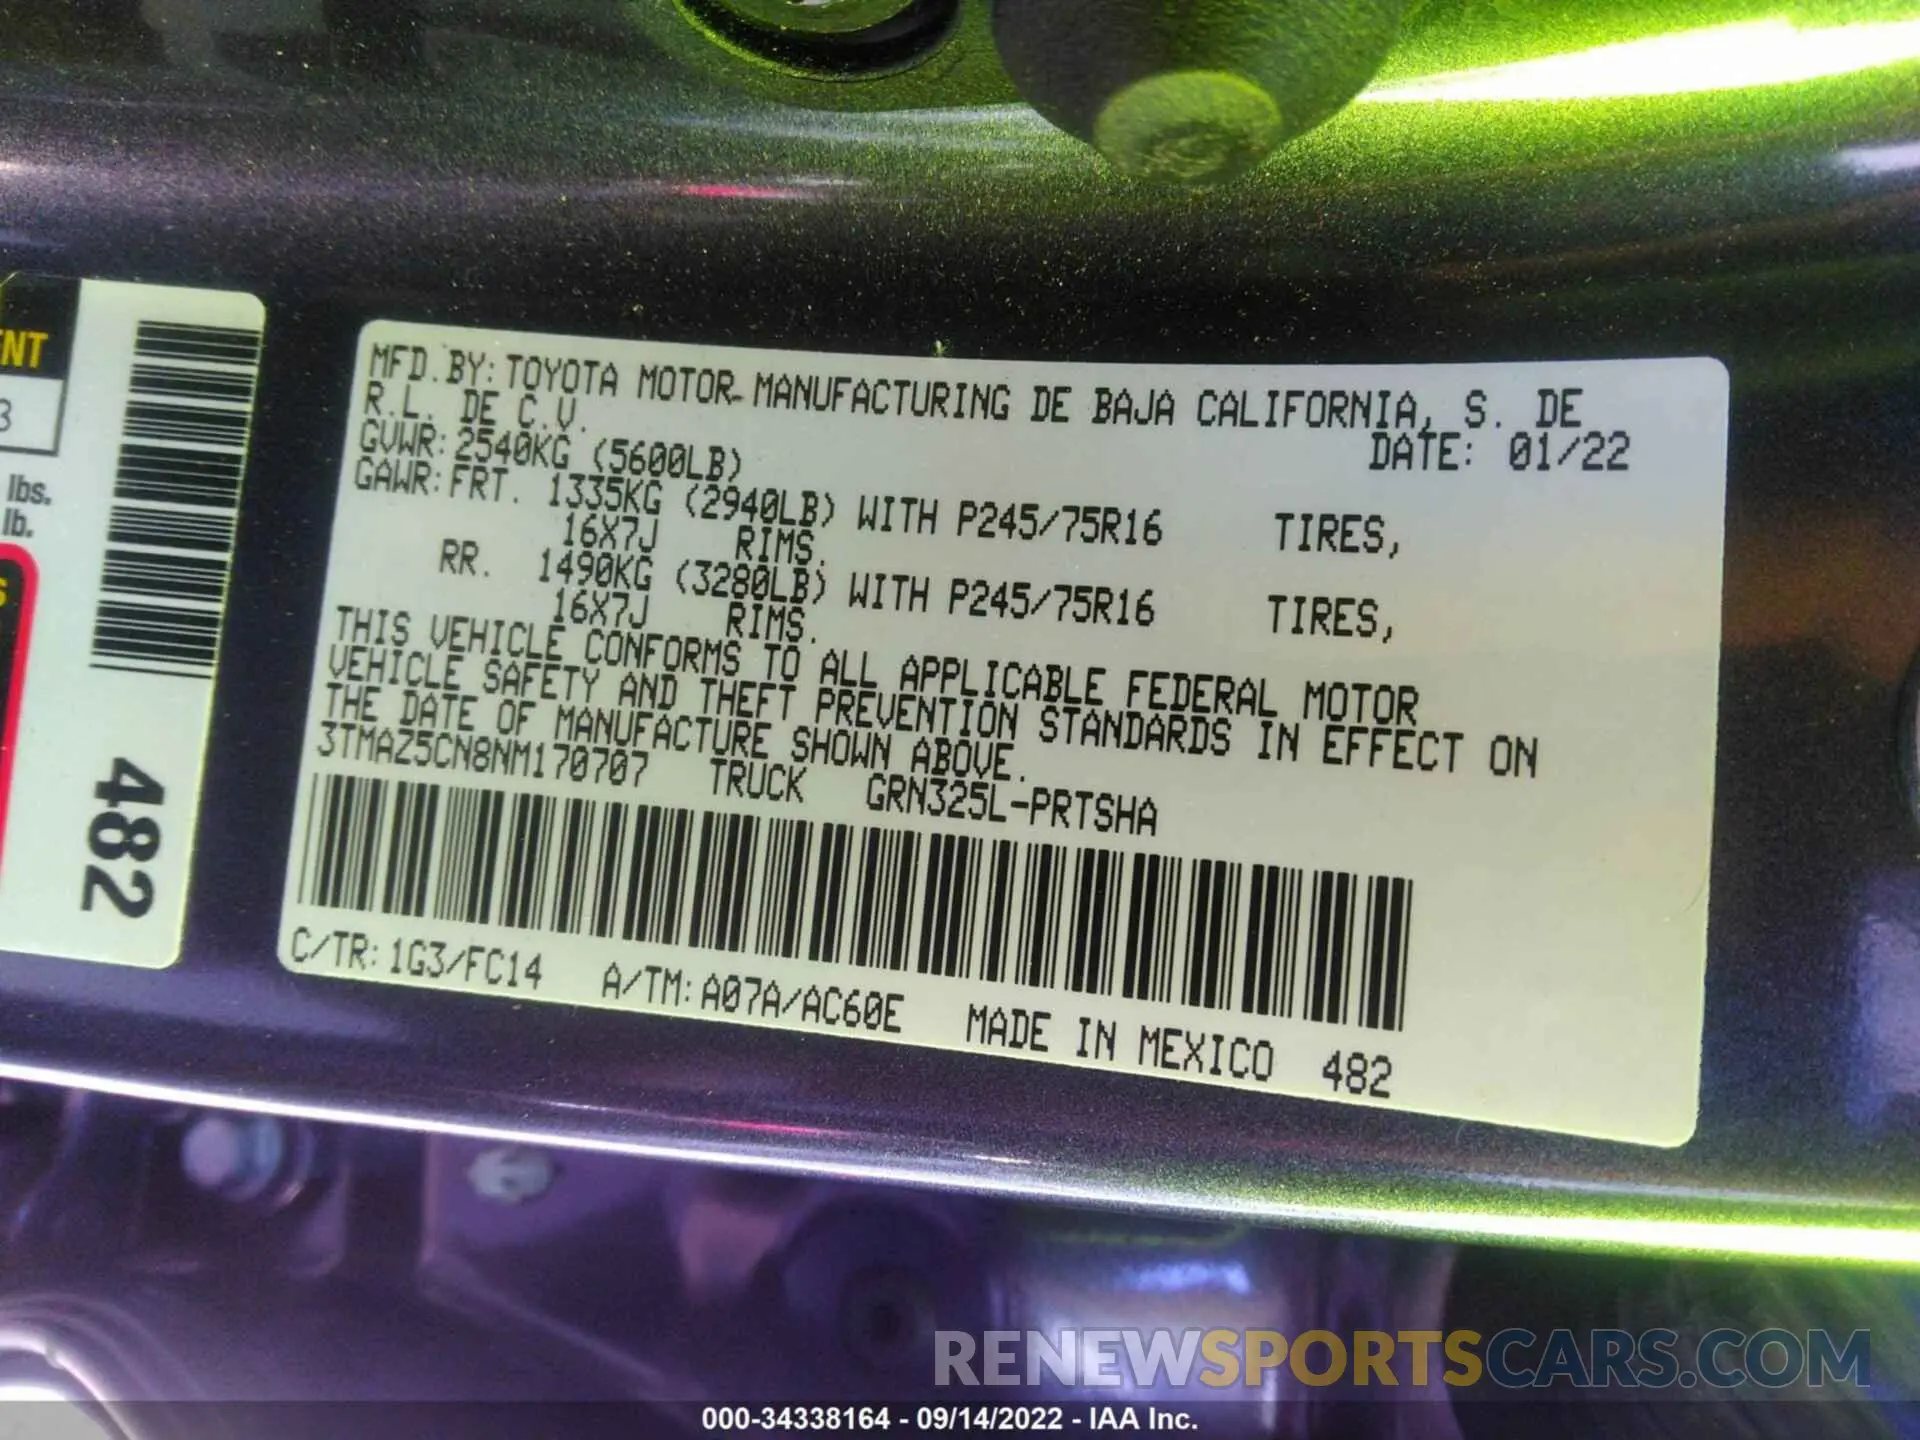 MFD.BY: TOYOTA MOTOR MANUFACTURING DE BAJA CALIFORNIA, S. DE
R.L. DE C.V. DATE: 01/22
GVWR: 2540KG (5600LB)
GAWR: FRT. 1335KG (2940LB) WITH P245/75R16 TIRES,
16X7J RIMS.
RR. 1490KG (3280LB) WITH P245/75R16 TIRES,
16X7J RIMS.
THIS VEHICLE CONFORMS TO ALL APPLICABLE FEDERAL MOTOR
VEHICLE SAFETY AND THEFT PREVENTION STANDARDS IN EFFECT ON
THE DATE OF MANUFACTURE SHOWN ABOVE.
3TMAZ5CN8NM170707 TRUCK GRN325L-PRTSHA
C/TR: 1G3/FC14 A/TM: A07A/AC60E MADE IN MEXICO 482
ENT
3
lbs.
lb.
S
482
RENEWSPORTSCARS.COM
000-34338164 - 09/14/2022 - IAA Inc.